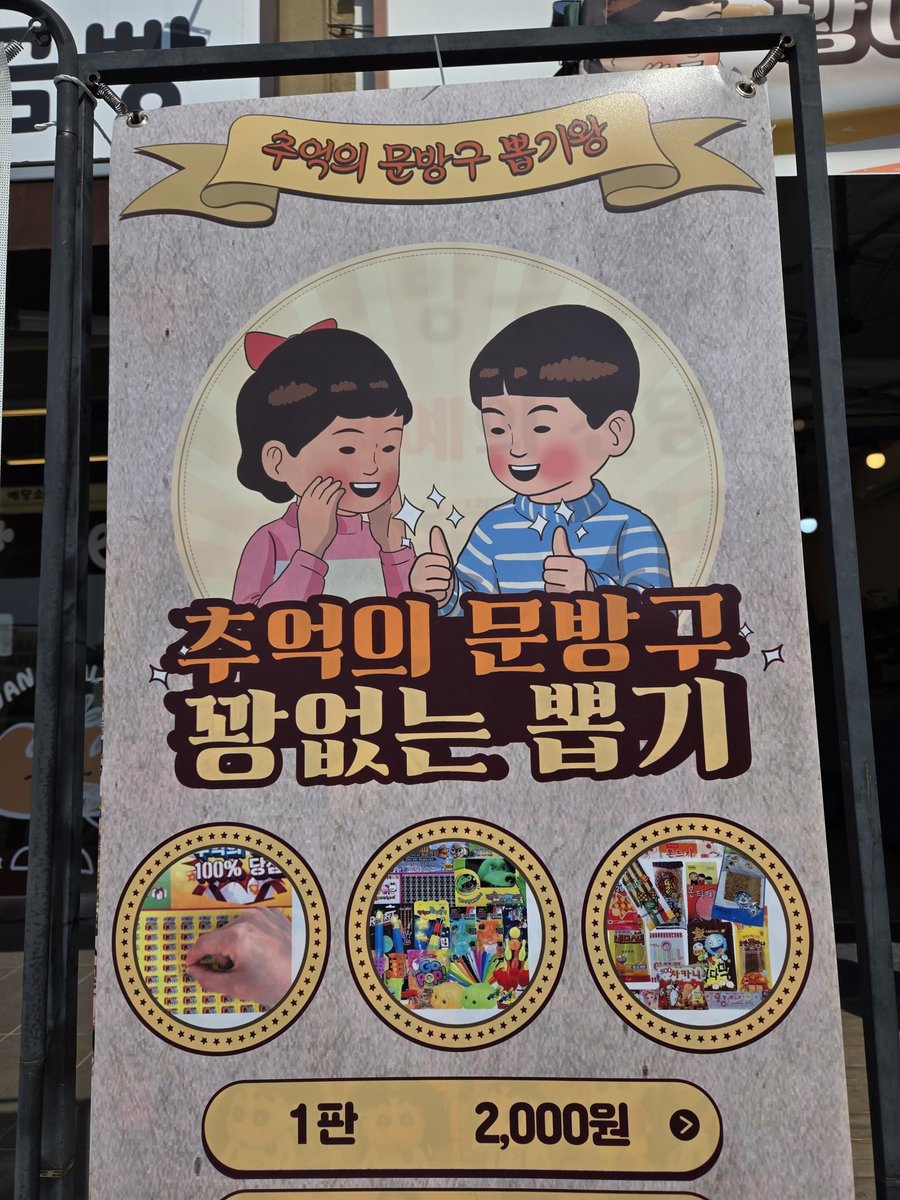 추억의 문방구 뽑기왕
추억의 문방구
꽝없는 뽑기
100% 당첨
1판 2,000원